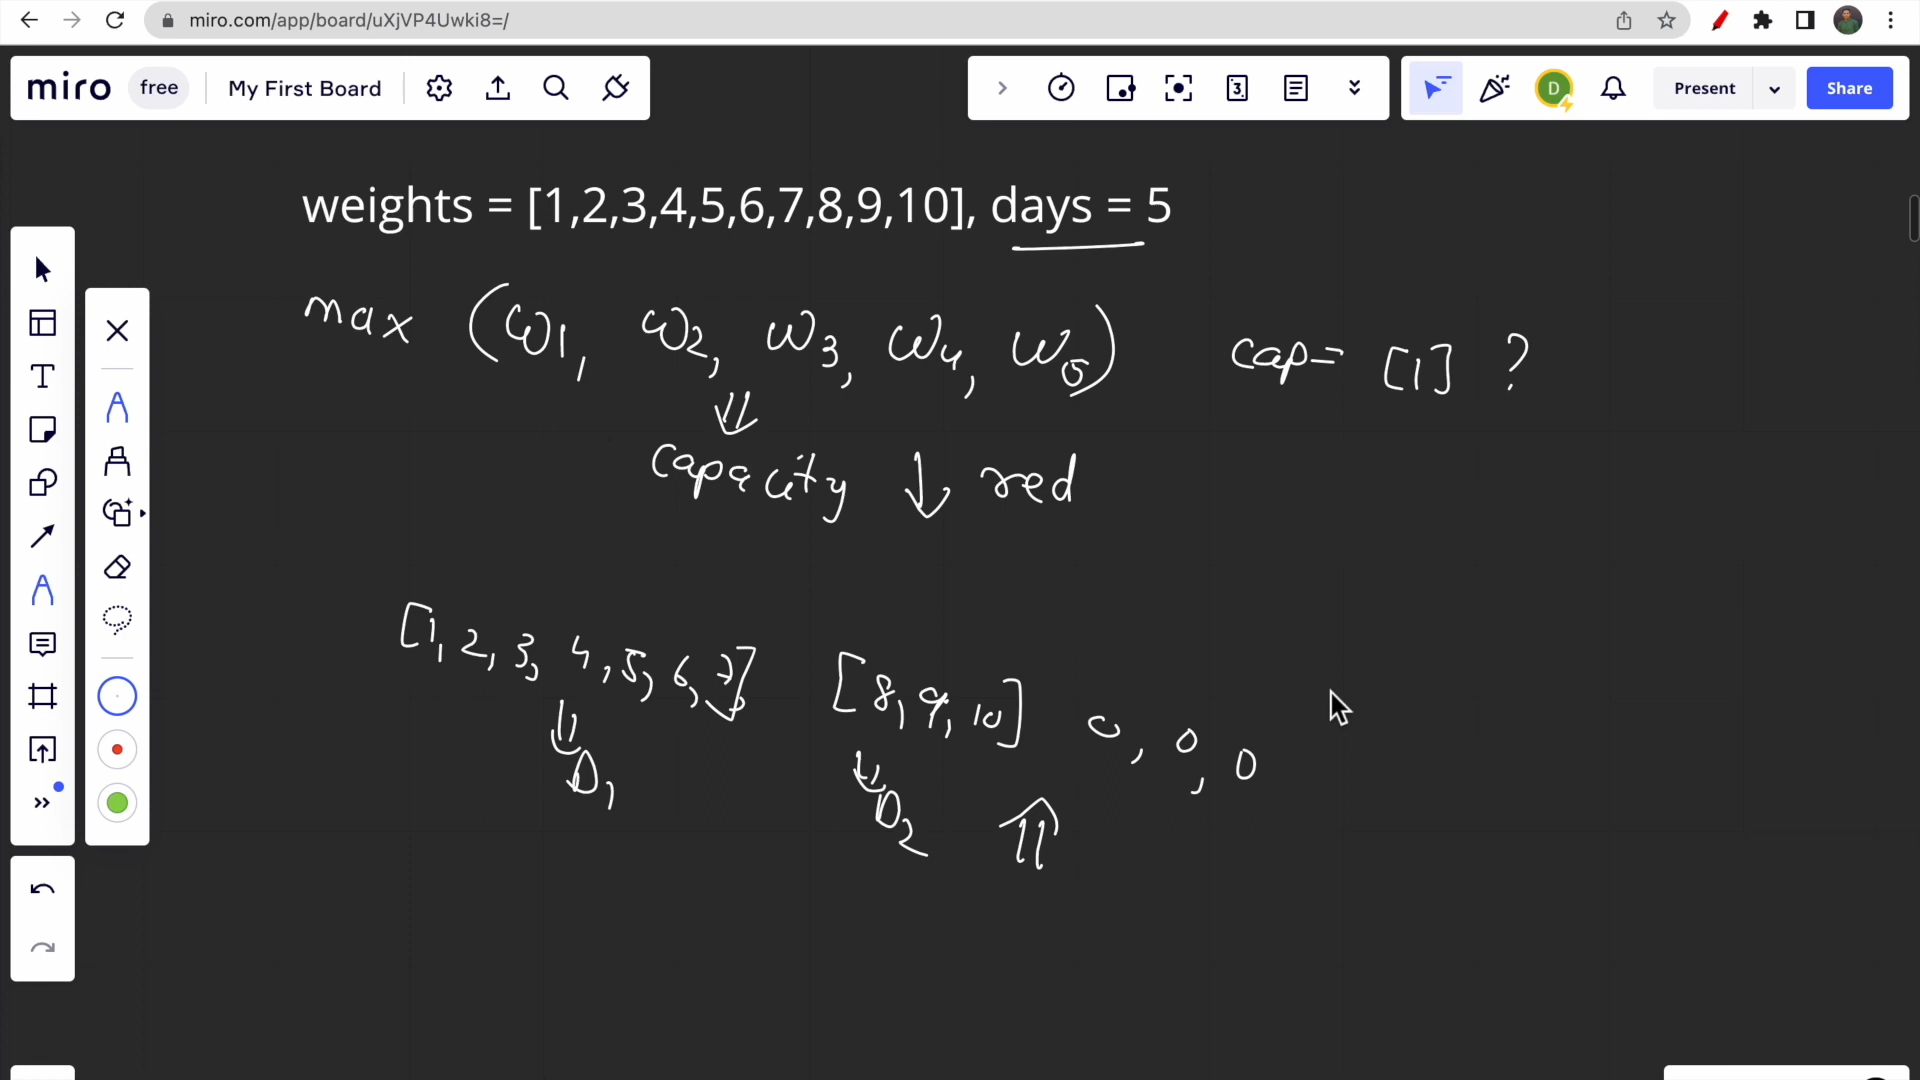 miro.com/app/board/uXjVP4Uwki8=/
miro free My First Board
3 D Present Share
weights = [1,2,3,4,5,6,7,8,9,10], days = 5
max (w1, w2, w3, w4, w5) cap= [1] ?
capacity ↓ red
[1, 2, 3, 4, 5, 6, 7] [8, 9, 10] 0, 0, 0
D1
D2